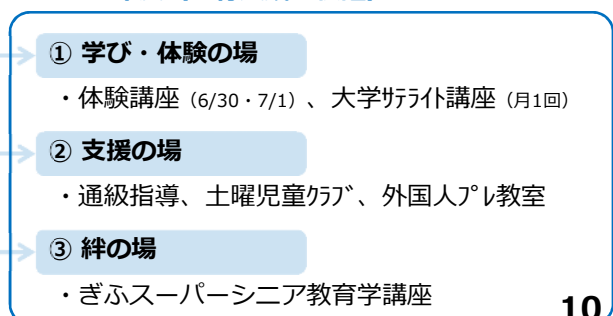 ① 学び・体験の場
・体験講座（6/30・7/1）、大学ｻﾃﾗｲﾄ講座（月1回）
② 支援の場
・通級指導、土曜児童ｸﾗﾌﾞ、外国人ﾌﾟﾚ教室
③ 絆の場
・ぎふスーパーシニア教育学講座
10